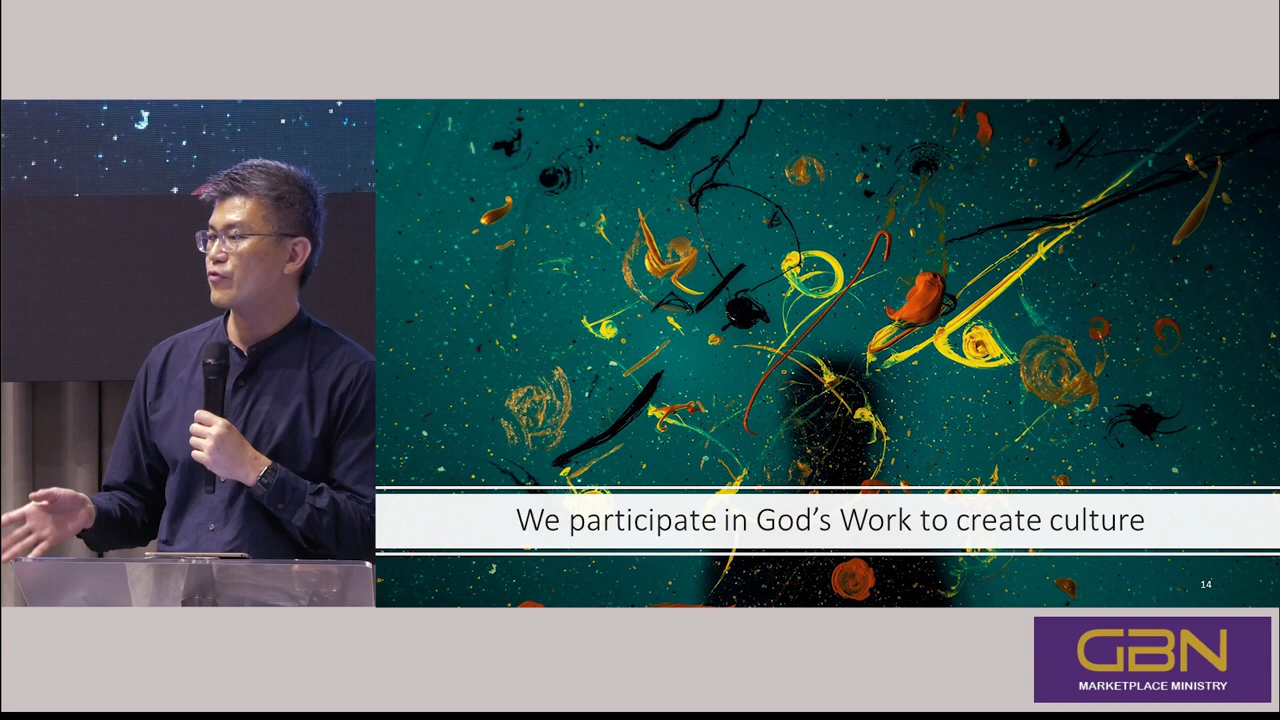 We participate in God’s Work to create culture
14
GBN
MARKETPLACE MINISTRY